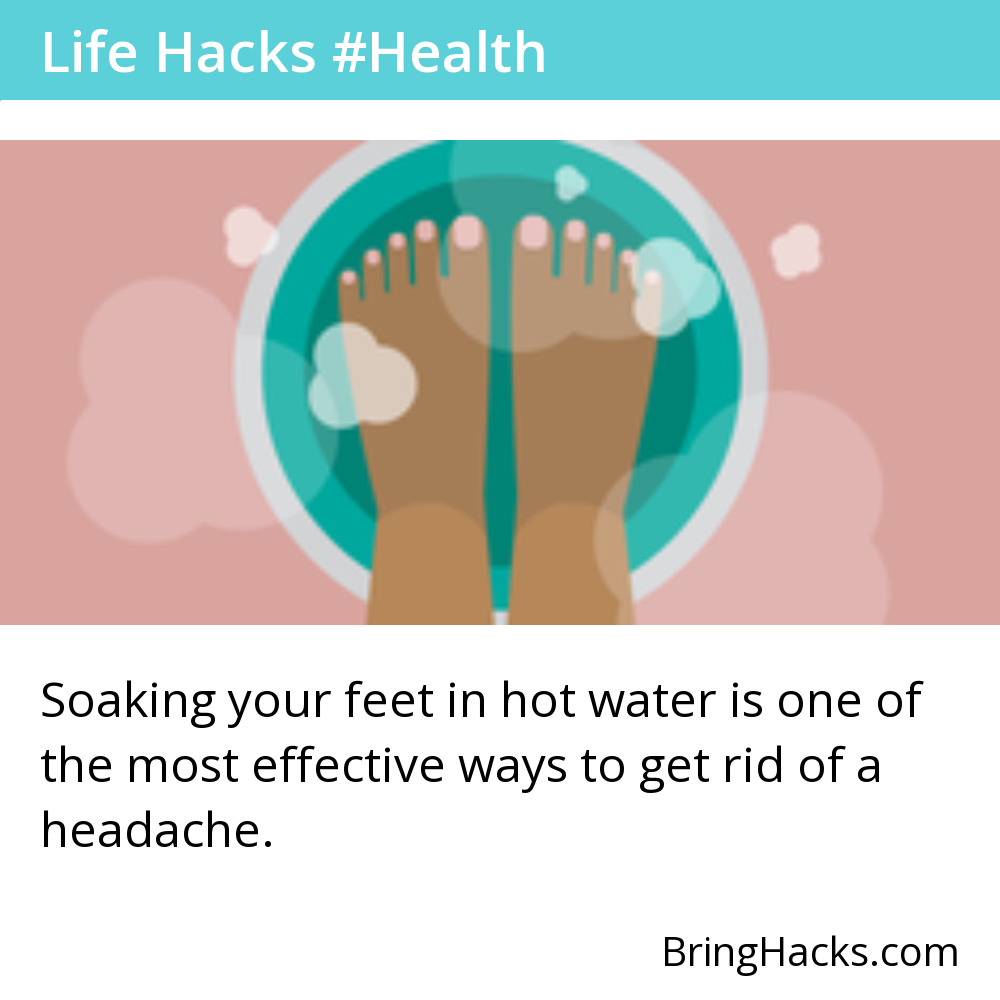 Life Hacks #Health
Soaking your feet in hot water is one of
the most effective ways to get rid of a
headache.
BringHacks.com